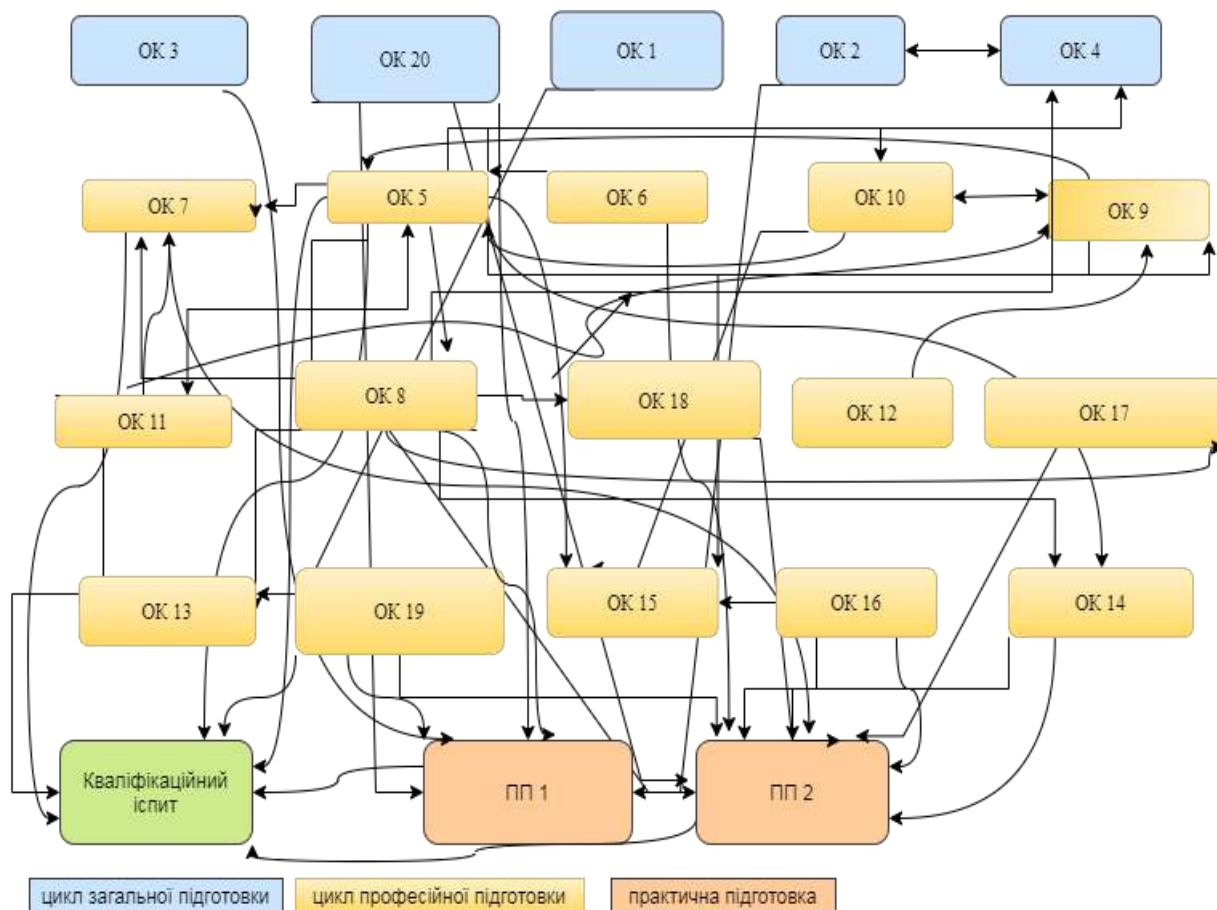 ОК 3
ОК 20
ОК 1
ОК 2
ОК 4
ОК 7
ОК 5
ОК 6
ОК 10
ОК 9
ОК 11
ОК 8
ОК 18
ОК 12
ОК 17
ОК 13
ОК 19
ОК 15
ОК 16
ОК 14
Кваліфікаційний
іспит
ПП 1
ПП 2
цикл загальної підготовки
цикл професійної підготовки
практична підготовка